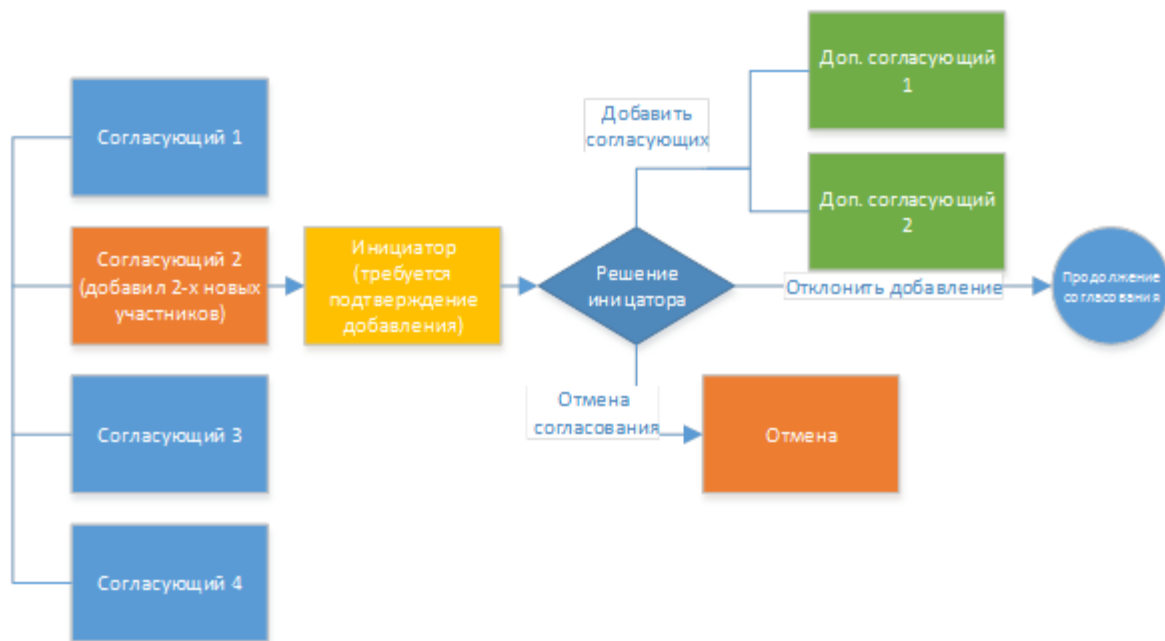 Согласующий 1
Согласующий 2
(добавил 2-х новых
участников)
Согласующий 3
Согласующий 4
Инициатор
(требуется
подтверждение
добавления)
Решение
инициатора
Добавить
согласующих
Доп. согласующий
1
Доп. согласующий
2
Отклонить добавление
Продолжение
согласования
Отмена
согласования
Отмена